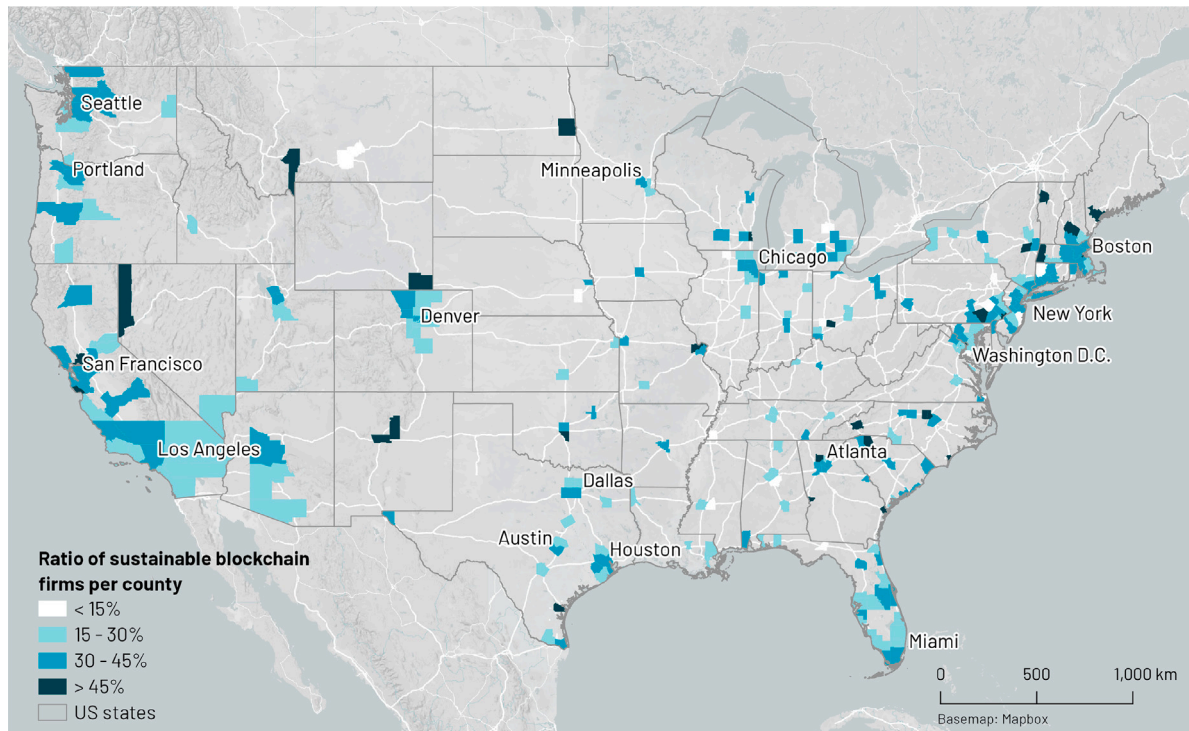 Seattle
Portland
Minneapolis
Boston
Chicago
New York
Denver
Washington D.C.
San Francisco
Los Angeles
Atlanta
Dallas
Austin
Houston
Miami
Ratio of sustainable blockchain
firms per county
< 15%
15 - 30%
30 - 45%
> 45%
US states
0 500 1,000 km
Basemap: Mapbox